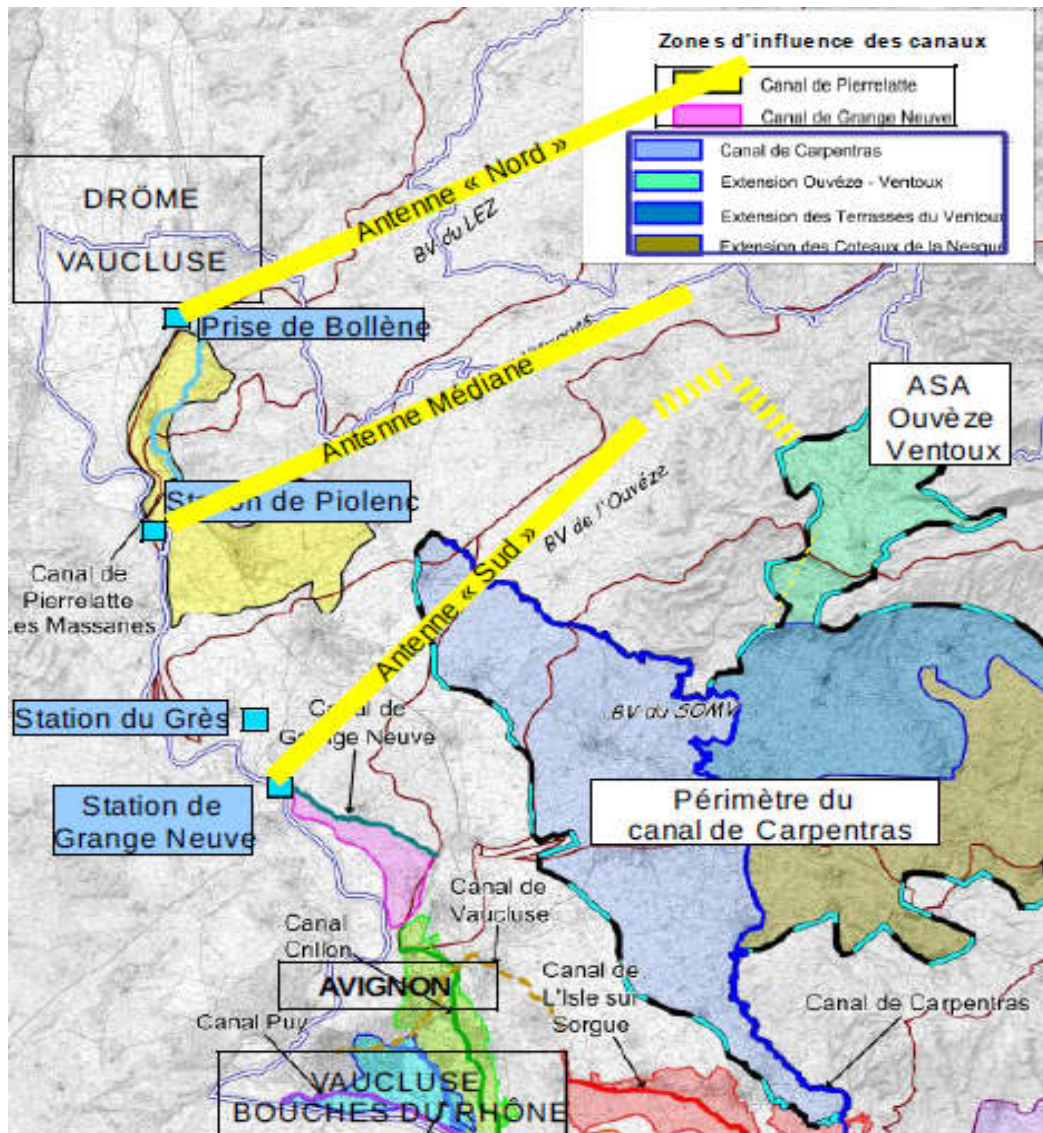 Zones d'influence des canaux
Canal de Pierrelatte
Canal de Grange Neuve
Canal de Carpentras
Extension Ouvéze - Ventoux
Extension des Terrasses du Ventoux
Extension des Coteaux de la Nesque
DRÔME
VAUCLUSE
Antenne « Nord »
BV du LEZ
Prise de Bollène
Antenne Médiane
ASA
Ouvèze
Ventoux
Station de Piolenc
BV de l'Ouvéze
Antenne « Sud »
Canal de
Pierrelatte
Les Massanes
Station du Grès
Canal de
Grange Neuve
BV du SOMV
Station de
Grange Neuve
Périmètre du
canal de Carpentras
Canal de
Vaucluse
Canal
Crillon
AVIGNON
Canal de
L'Isle sur
Sorgue
Canal de Carpentras
Canal Puy
VAUCLUSE
BOUCHES DU RHÔNE